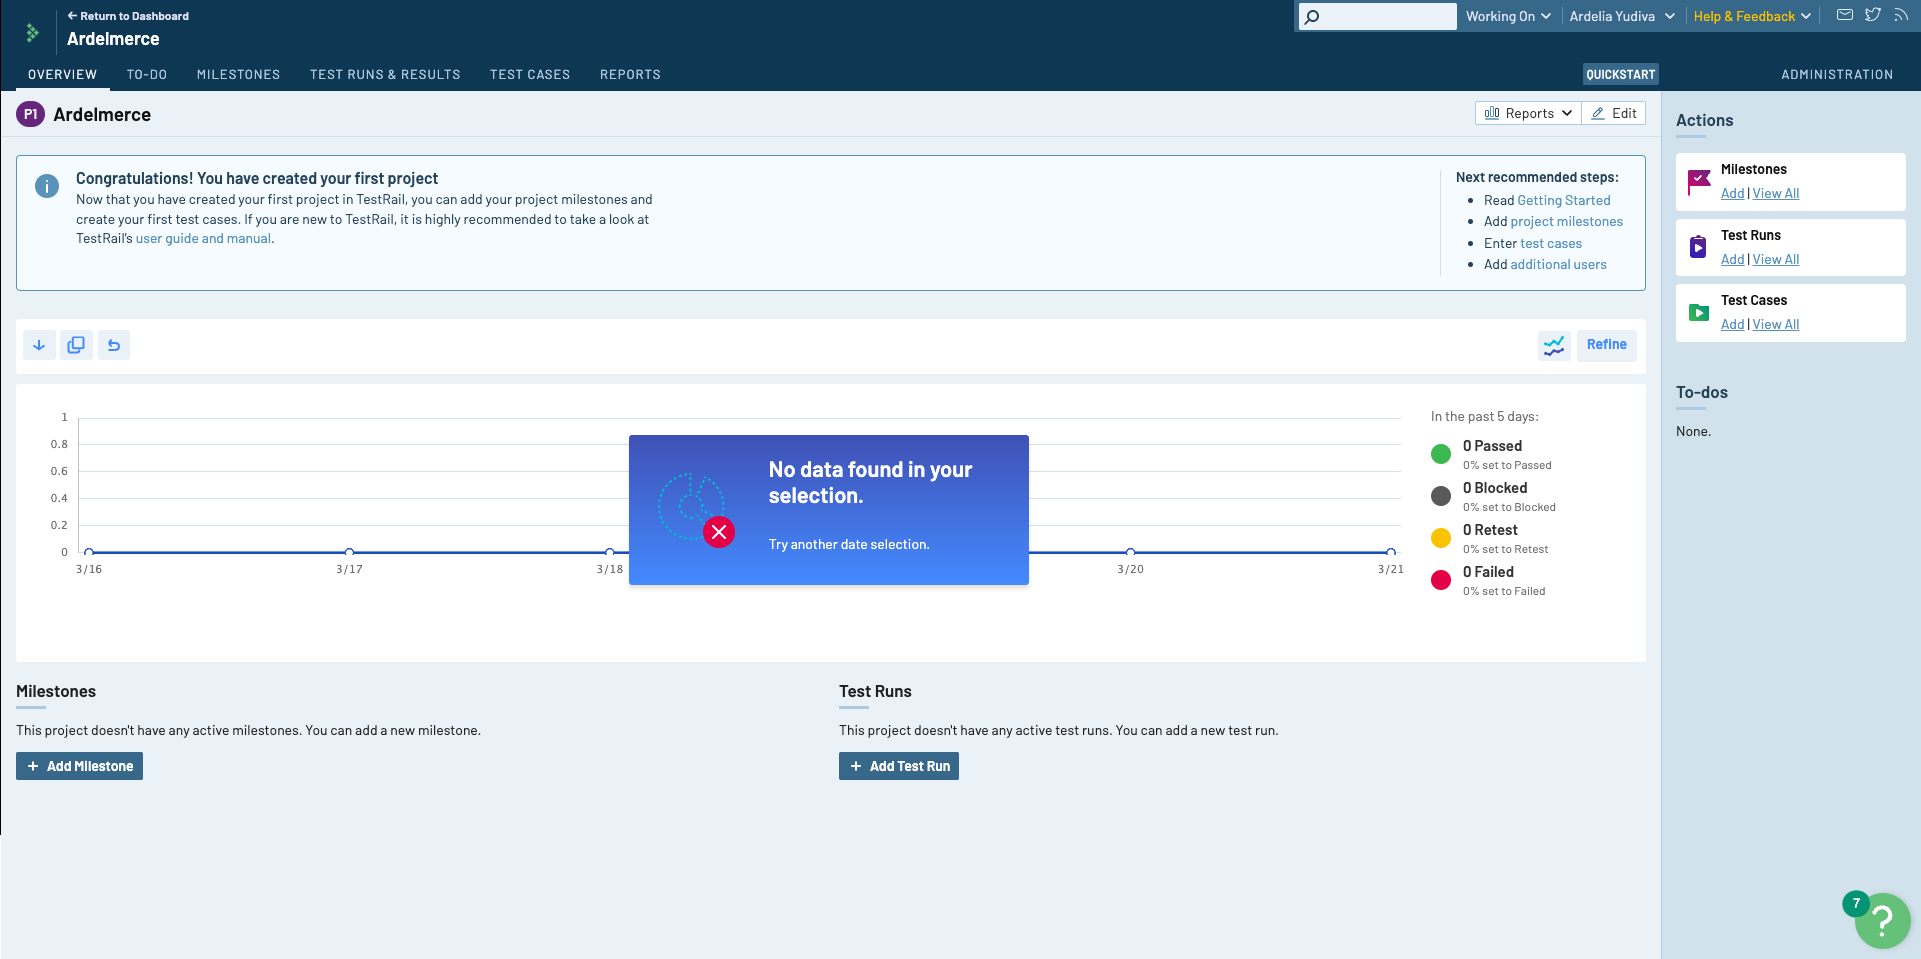 ← Return to Dashboard
Ardelmerce
Working On
Ardelia Yudiva
Help & Feedback
OVERVIEW
TO-DO
MILESTONES
TEST RUNS & RESULTS
TEST CASES
REPORTS
QUICKSTART
ADMINISTRATION
P1
Ardelmerce
Reports
Edit
i
Congratulations! You have created your first project
Now that you have created your first project in TestRail, you can add your project milestones and
create your first test cases. If you are new to TestRail, it is highly recommended to take a look at
TestRail's user guide and manual.
Next recommended steps:
• Read Getting Started
• Add project milestones
• Enter test cases
• Add additional users
Refine
1
0.8
0.6
0.4
0.2
0
3/16
3/17
3/18
3/20
3/21
No data found in your
selection.
Try another date selection.
In the past 5 days:
0 Passed
0% set to Passed
0 Blocked
0% set to Blocked
0 Retest
0% set to Retest
0 Failed
0% set to Failed
Milestones
This project doesn't have any active milestones. You can add a new milestone.
+ Add Milestone
Test Runs
This project doesn't have any active test runs. You can add a new test run.
+ Add Test Run
Actions
Milestones
Add | View All
Test Runs
Add | View All
Test Cases
Add | View All
To-dos
None.
7
?